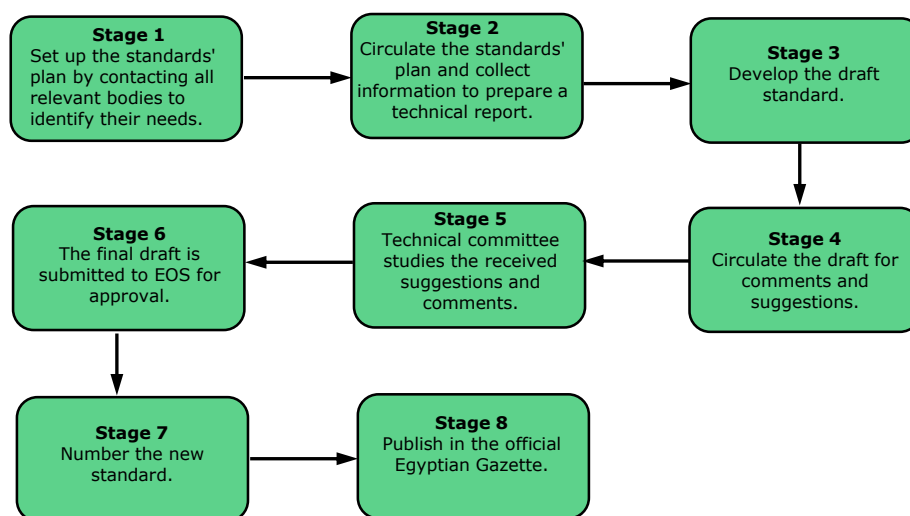 Stage 1
Set up the standards'
plan by contacting all
relevant bodies to
identify their needs.
Stage 2
Circulate the standards'
plan and collect
information to prepare a
technical report.
Stage 3
Develop the draft
standard.
Stage 4
Circulate the draft for
comments and
suggestions.
Stage 5
Technical committee
studies the received
suggestions and
comments.
Stage 6
The final draft is
submitted to EOS for
approval.
Stage 7
Number the new
standard.
Stage 8
Publish in the official
Egyptian Gazette.